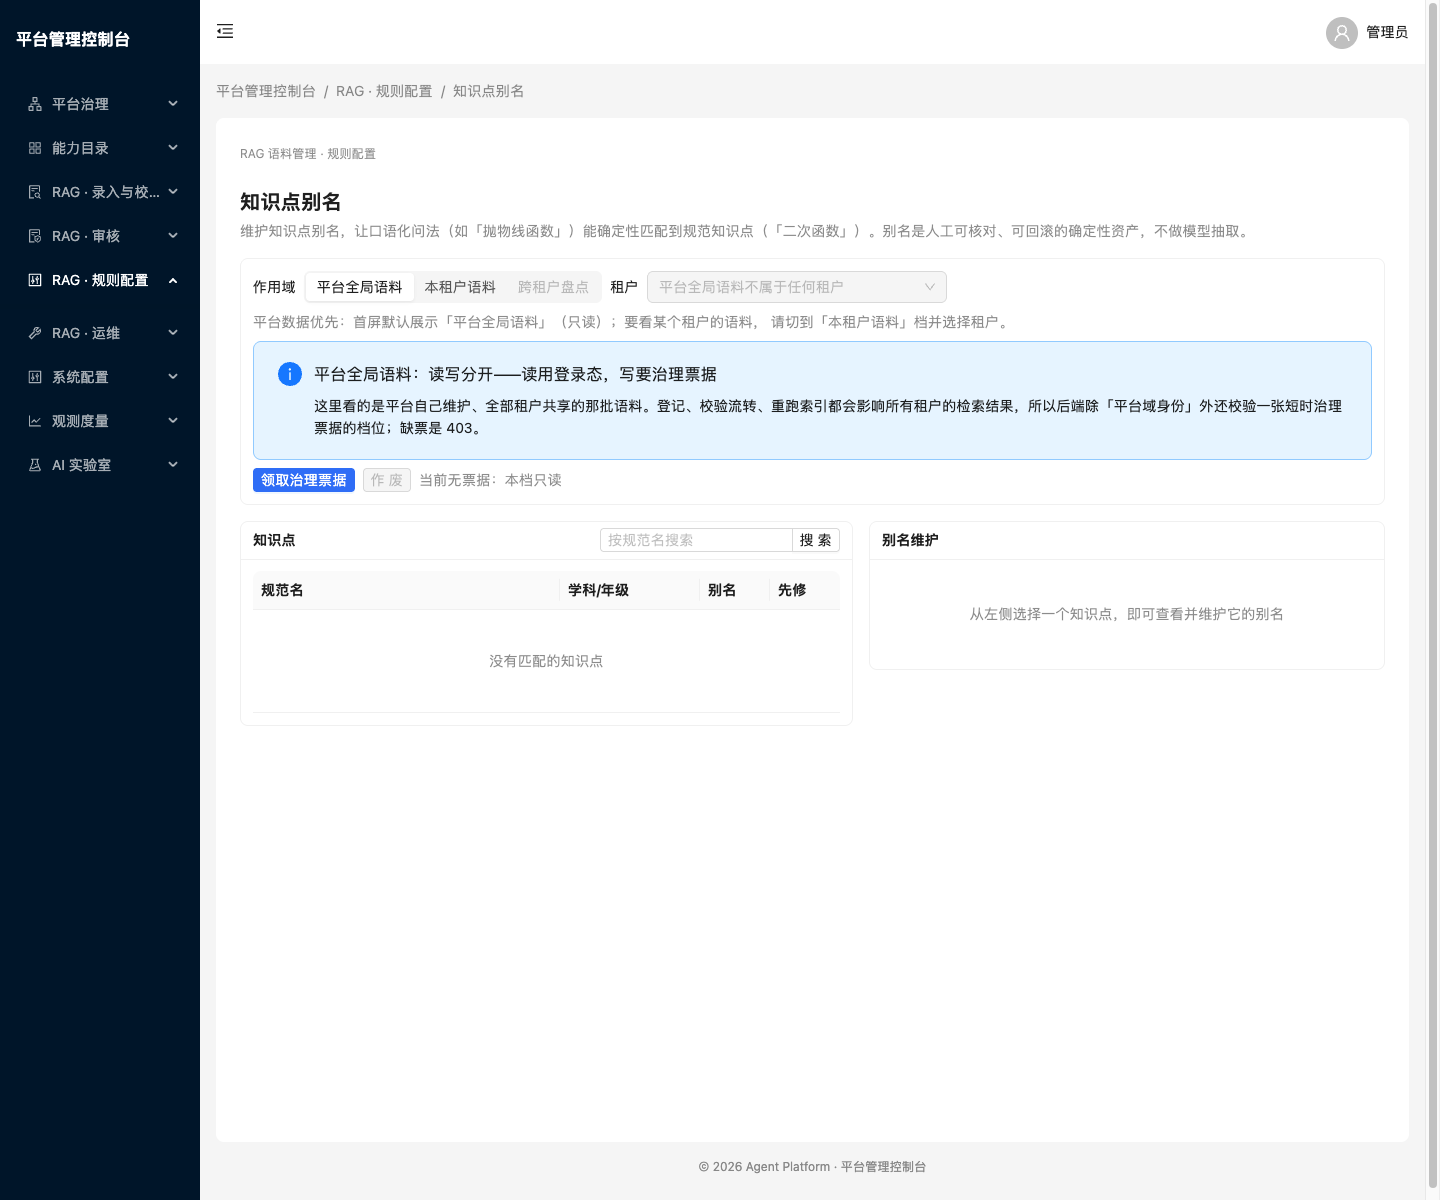 平台管理控制台
管理员
平台治理
能力目录
RAG · 录入与校...
RAG · 审核
RAG · 规则配置
RAG · 运维
系统配置
观测度量
AI 实验室
平台管理控制台 / RAG · 规则配置 / 知识点别名
RAG 语料管理 · 规则配置
知识点别名
维护知识点别名，让口语化问法（如「抛物线函数」）能确定性匹配到规范知识点（「二次函数」）。别名是人工可核对、可回滚的确定性资产，不做模型抽取。
作用域 平台全局语料 本租户语料 跨租户盘点 租户 平台全局语料不属于任何租户
平台数据优先：首屏默认展示「平台全局语料」（只读）；要看某个租户的语料， 请切到「本租户语料」档并选择租户。
平台全局语料：读写分开——读用登录态，写要治理票据
这里看的是平台自己维护、全部租户共享的那批语料。登记、校验流转、重跑索引都会影响所有租户的检索结果，所以后端除「平台域身份」外还校验一张短时治理
票据的档位；缺票是 403。
领取治理票据 作 废 当前无票据：本档只读
知识点 按规范名搜索 搜 索
规范名 学科/年级 别名 先修
没有匹配的知识点
别名维护
从左侧选择一个知识点，即可查看并维护它的别名
© 2026 Agent Platform · 平台管理控制台